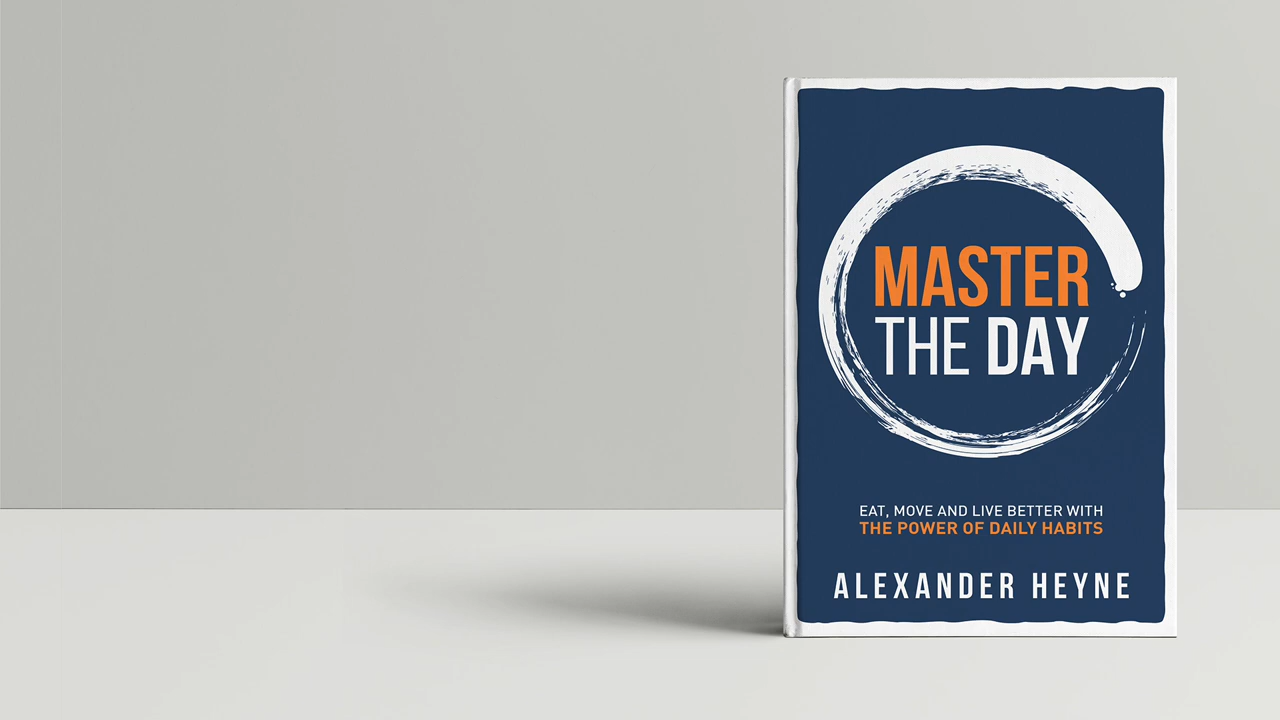 MASTER
THE DAY
EAT, MOVE AND LIVE BETTER WITH
THE POWER OF DAILY HABITS
ALEXANDER HEYNE